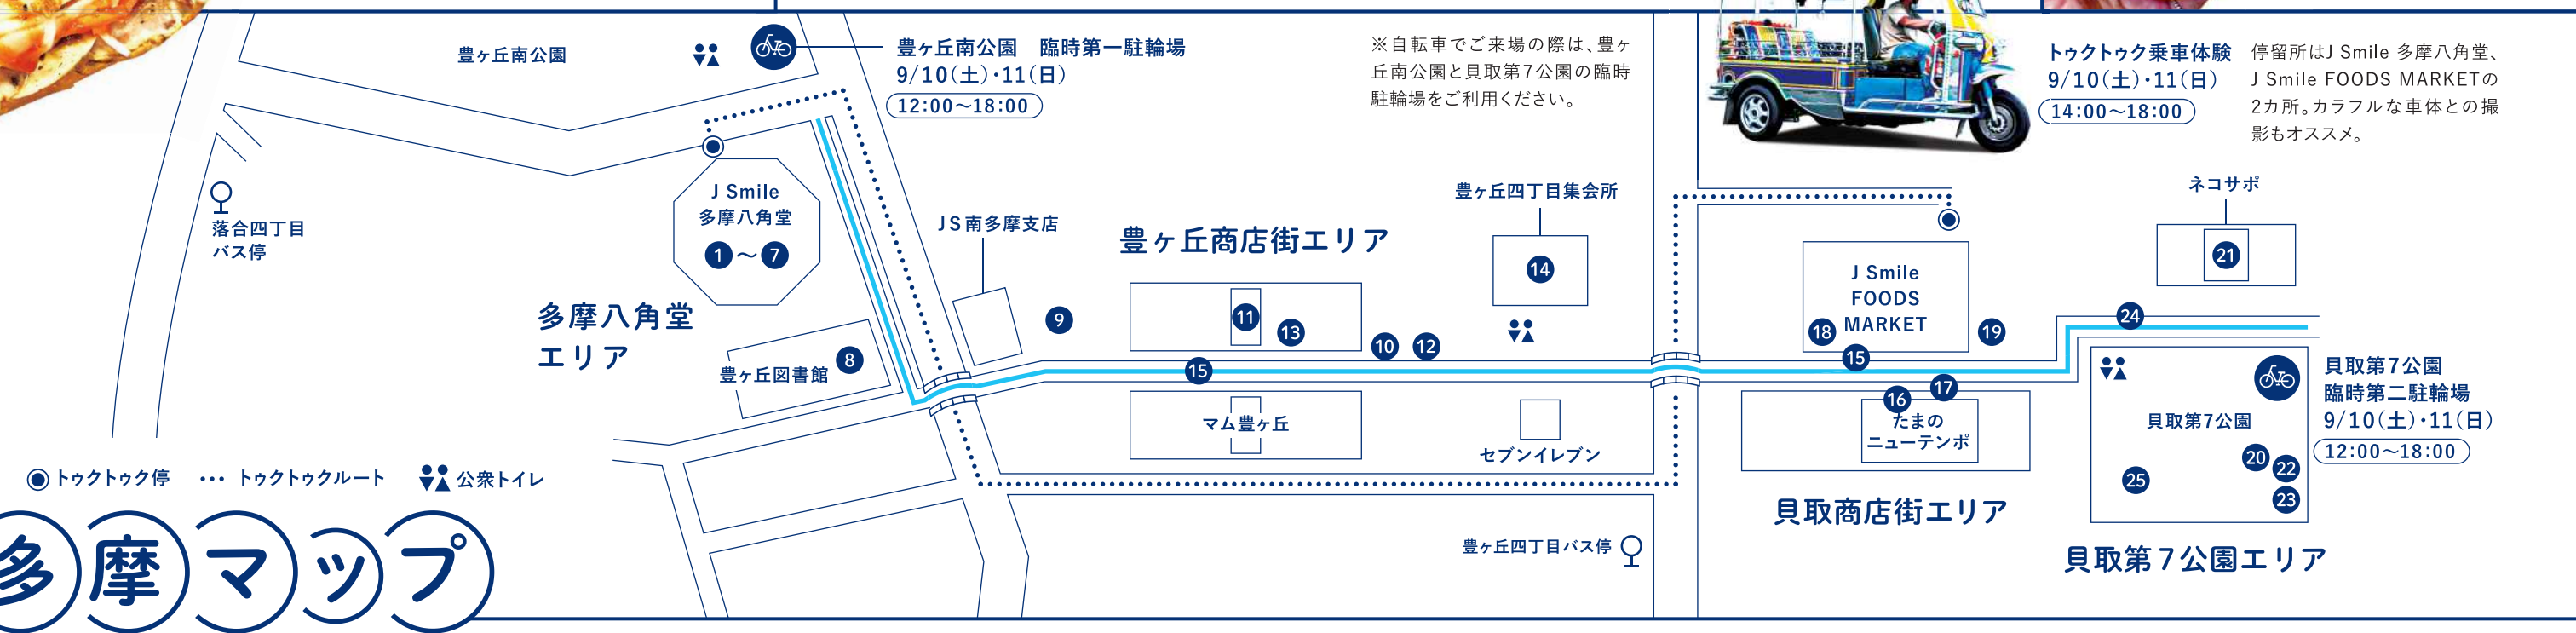 豊ヶ丘南公園
豊ヶ丘南公園　臨時第一駐輪場
9/10(土)・11(日)
12:00〜18:00
※自転車でご来場の際は、豊ヶ
丘南公園と貝取第7公園の臨時
駐輪場をご利用ください。
トゥクトゥク乗車体験
9/10(土)・11(日)
14:00〜18:00
停留所はJ Smile 多摩八角堂、
J Smile FOODS MARKETの
2カ所。カラフルな車体との撮
影もオススメ。
落合四丁目
バス停
J Smile
多摩八角堂
1〜7
多摩八角堂
エリア
8
豊ヶ丘図書館
JS南多摩支店
9
豊ヶ丘商店街エリア
11
13
10
12
15
マム豊ヶ丘
豊ヶ丘四丁目集会所
14
セブンイレブン
豊ヶ丘四丁目バス停
J Smile
FOODS
MARKET
18
19
15
17
16
たまの
ニューテンポ
貝取商店街エリア
ネコサポ
21
24
貝取第7公園
臨時第二駐輪場
9/10(土)・11(日)
12:00〜18:00
貝取第7公園
20
22
23
25
貝取第7公園エリア
トゥクトゥク停
トゥクトゥクルート
公衆トイレ
多摩マップ